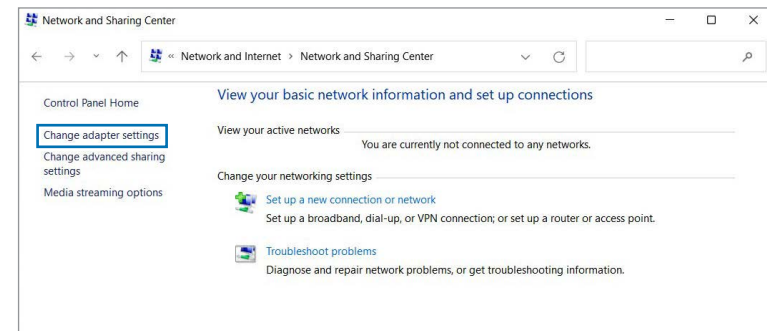 Network and Sharing Center
« Network and Internet > Network and Sharing Center
Control Panel Home
Change adapter settings
Change advanced sharing
settings
Media streaming options
View your basic network information and set up connections
View your active networks
You are currently not connected to any networks.
Change your networking settings
Set up a new connection or network
Set up a broadband, dial-up, or VPN connection; or set up a router or access point.
Troubleshoot problems
Diagnose and repair network problems, or get troubleshooting information.